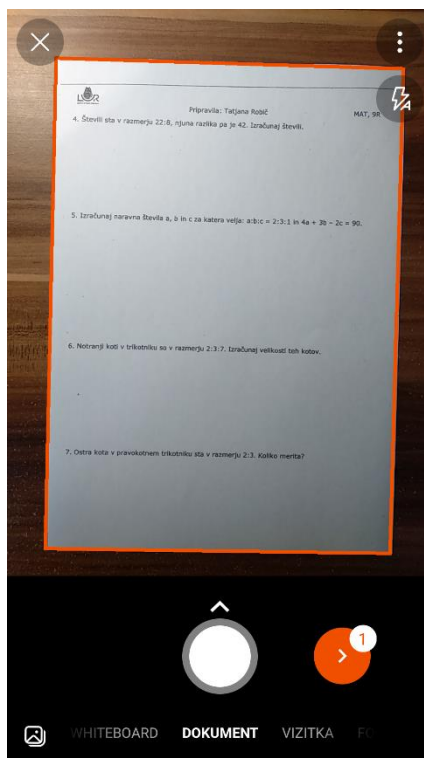 Pripravila: Tatjana Robič
MAT, 9R
4. Števili sta v razmerju 22:8, njuna razlika pa je 42. Izračunaj števili.
5. Izračunaj naravna števila a, b in c za katera velja: a:b:c = 2:3:1 in 4a + 3b – 2c = 90.
6. Notranji koti v trikotniku so v razmerju 2:3:7. Izračunaj velikosti teh kotov.
7. Ostra kota v pravokotnem trikotniku sta v razmerju 2:3. Koliko merita?
1
WHITEBOARD DOKUMENT VIZITKA FO